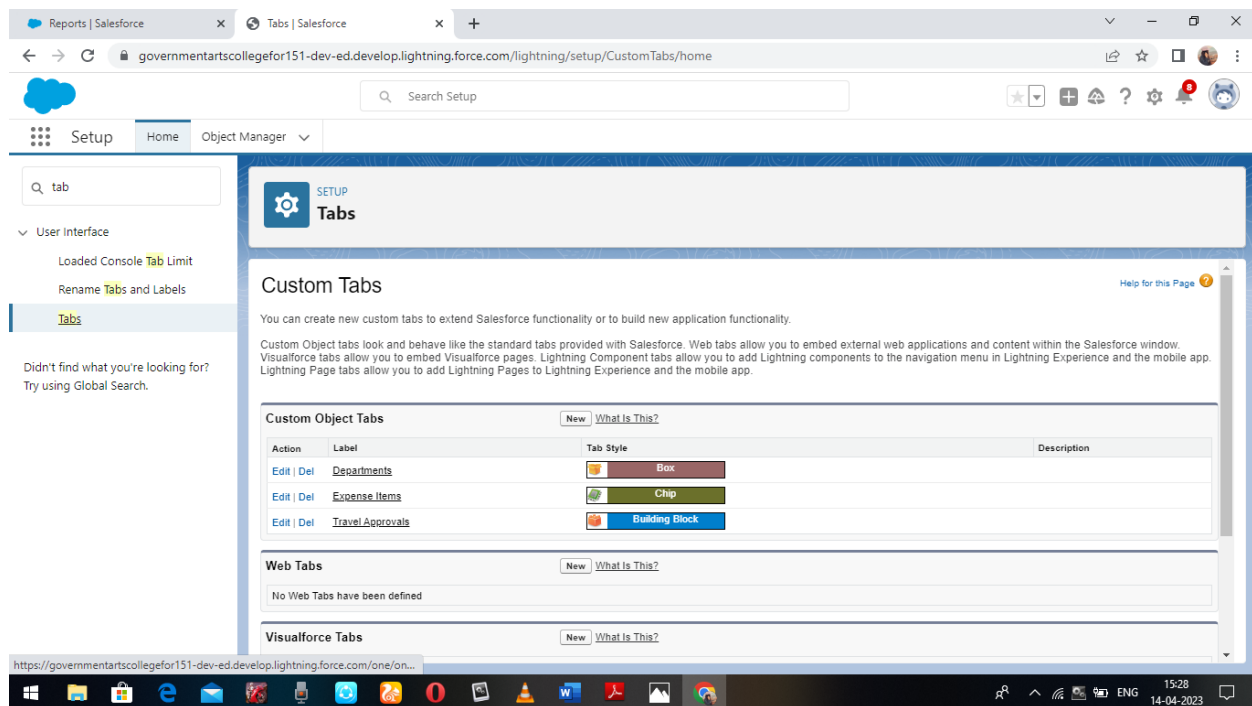 Reports | Salesforce
Tabs | Salesforce
governmentartscollegefor151-dev-ed.develop.lightning.force.com/lightning/setup/CustomTabs/home
Search Setup
8
Setup Home Object Manager
tab
User Interface
Loaded Console Tab Limit
Rename Tabs and Labels
Tabs
Didn't find what you're looking for?
Try using Global Search.
SETUP
Tabs
Custom Tabs
Help for this Page ?
You can create new custom tabs to extend Salesforce functionality or to build new application functionality.
Custom Object tabs look and behave like the standard tabs provided with Salesforce. Web tabs allow you to embed external web applications and content within the Salesforce window.
Visualforce tabs allow you to embed Visualforce pages. Lightning Component tabs allow you to add Lightning components to the navigation menu in Lightning Experience and the mobile app.
Lightning Page tabs allow you to add Lightning Pages to Lightning Experience and the mobile app.
Custom Object Tabs New What Is This?
Action Label Tab Style Description
Edit | Del Departments Box
Edit | Del Expense Items Chip
Edit | Del Travel Approvals Building Block
Web Tabs New What Is This?
No Web Tabs have been defined
Visualforce Tabs New What Is This?
https://governmentartscollegefor151-dev-ed.develop.lightning.force.com/one/on...
ENG
15:28
14-04-2023